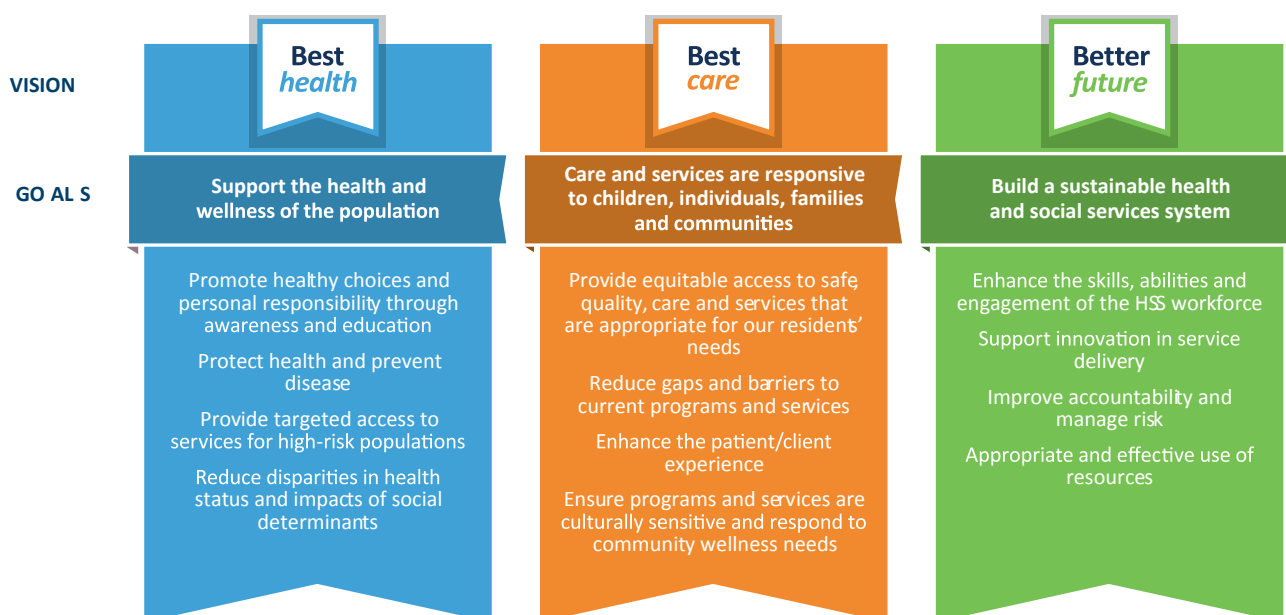 VISION
Best
health
Best
care
Better
future
GO AL S
Support the health and
wellness of the population
Care and services are responsive
to children, individuals, families
and communities
Build a sustainable health
and social services system
Promote healthy choices and
personal responsibility through
awareness and education
Protect health and prevent
disease
Provide targeted access to
services for high-risk populations
Reduce disparities in health
status and impacts of social
determinants
Provide equitable access to safe,
quality, care and services that
are appropriate for our residents’
needs
Reduce gaps and barriers to
current programs and services
Enhance the patient/client
experience
Ensure programs and services are
culturally sensitive and respond to
community wellness needs
Enhance the skills, abilities and
engagement of the HSS workforce
Support innovation in service
delivery
Improve accountability and
manage risk
Appropriate and effective use of
resources